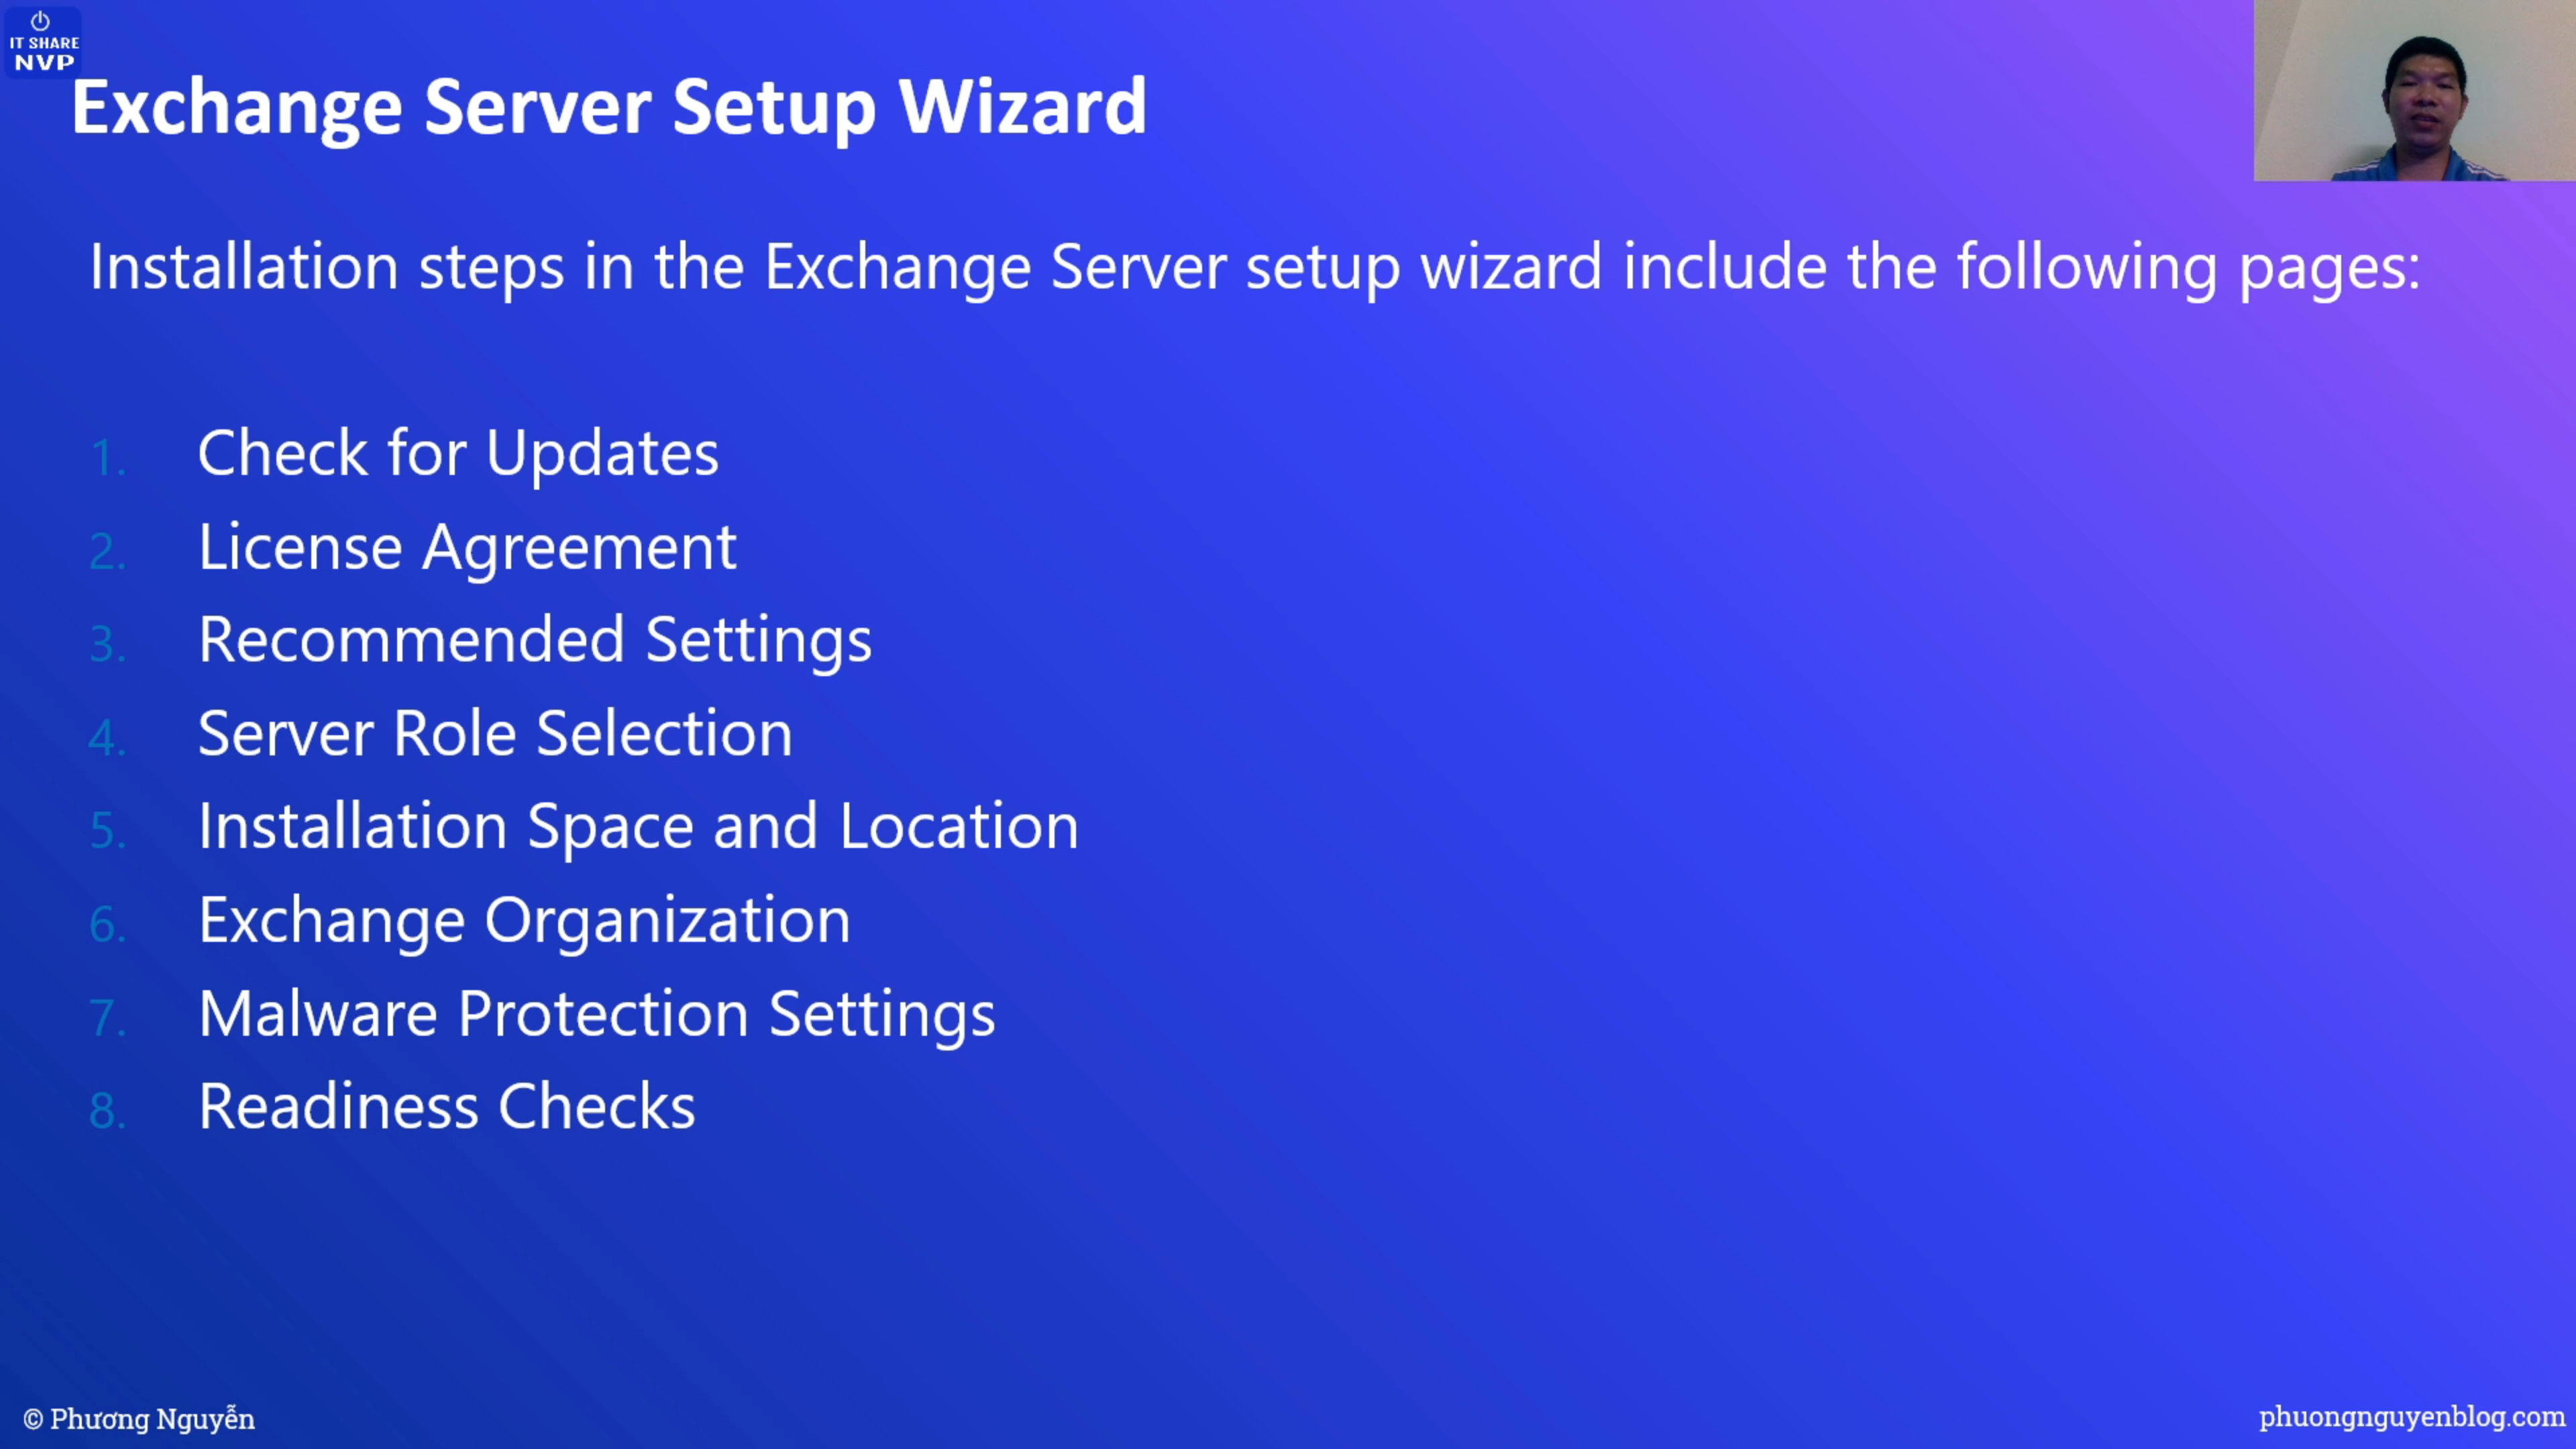 IT SHARE
NVP
Exchange Server Setup Wizard
Installation steps in the Exchange Server setup wizard include the following pages:
1. Check for Updates
2. License Agreement
3. Recommended Settings
4. Server Role Selection
5. Installation Space and Location
6. Exchange Organization
7. Malware Protection Settings
8. Readiness Checks
© Phương Nguyễn
phuongnguyenblog.com